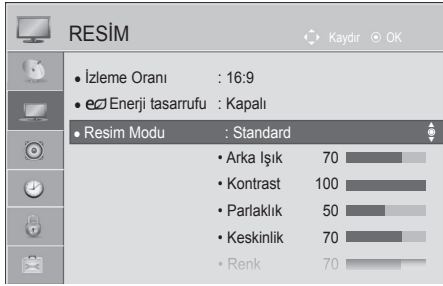 RESİM
Kaydır ⊙ OK
• İzleme Oranı : 16:9
• Enerji tasarrufu : Kapalı
• Resim Modu : Standard
• Arka Işık 70
• Kontrast 100
• Parlaklık 50
• Keskinlik 70
• Renk 70